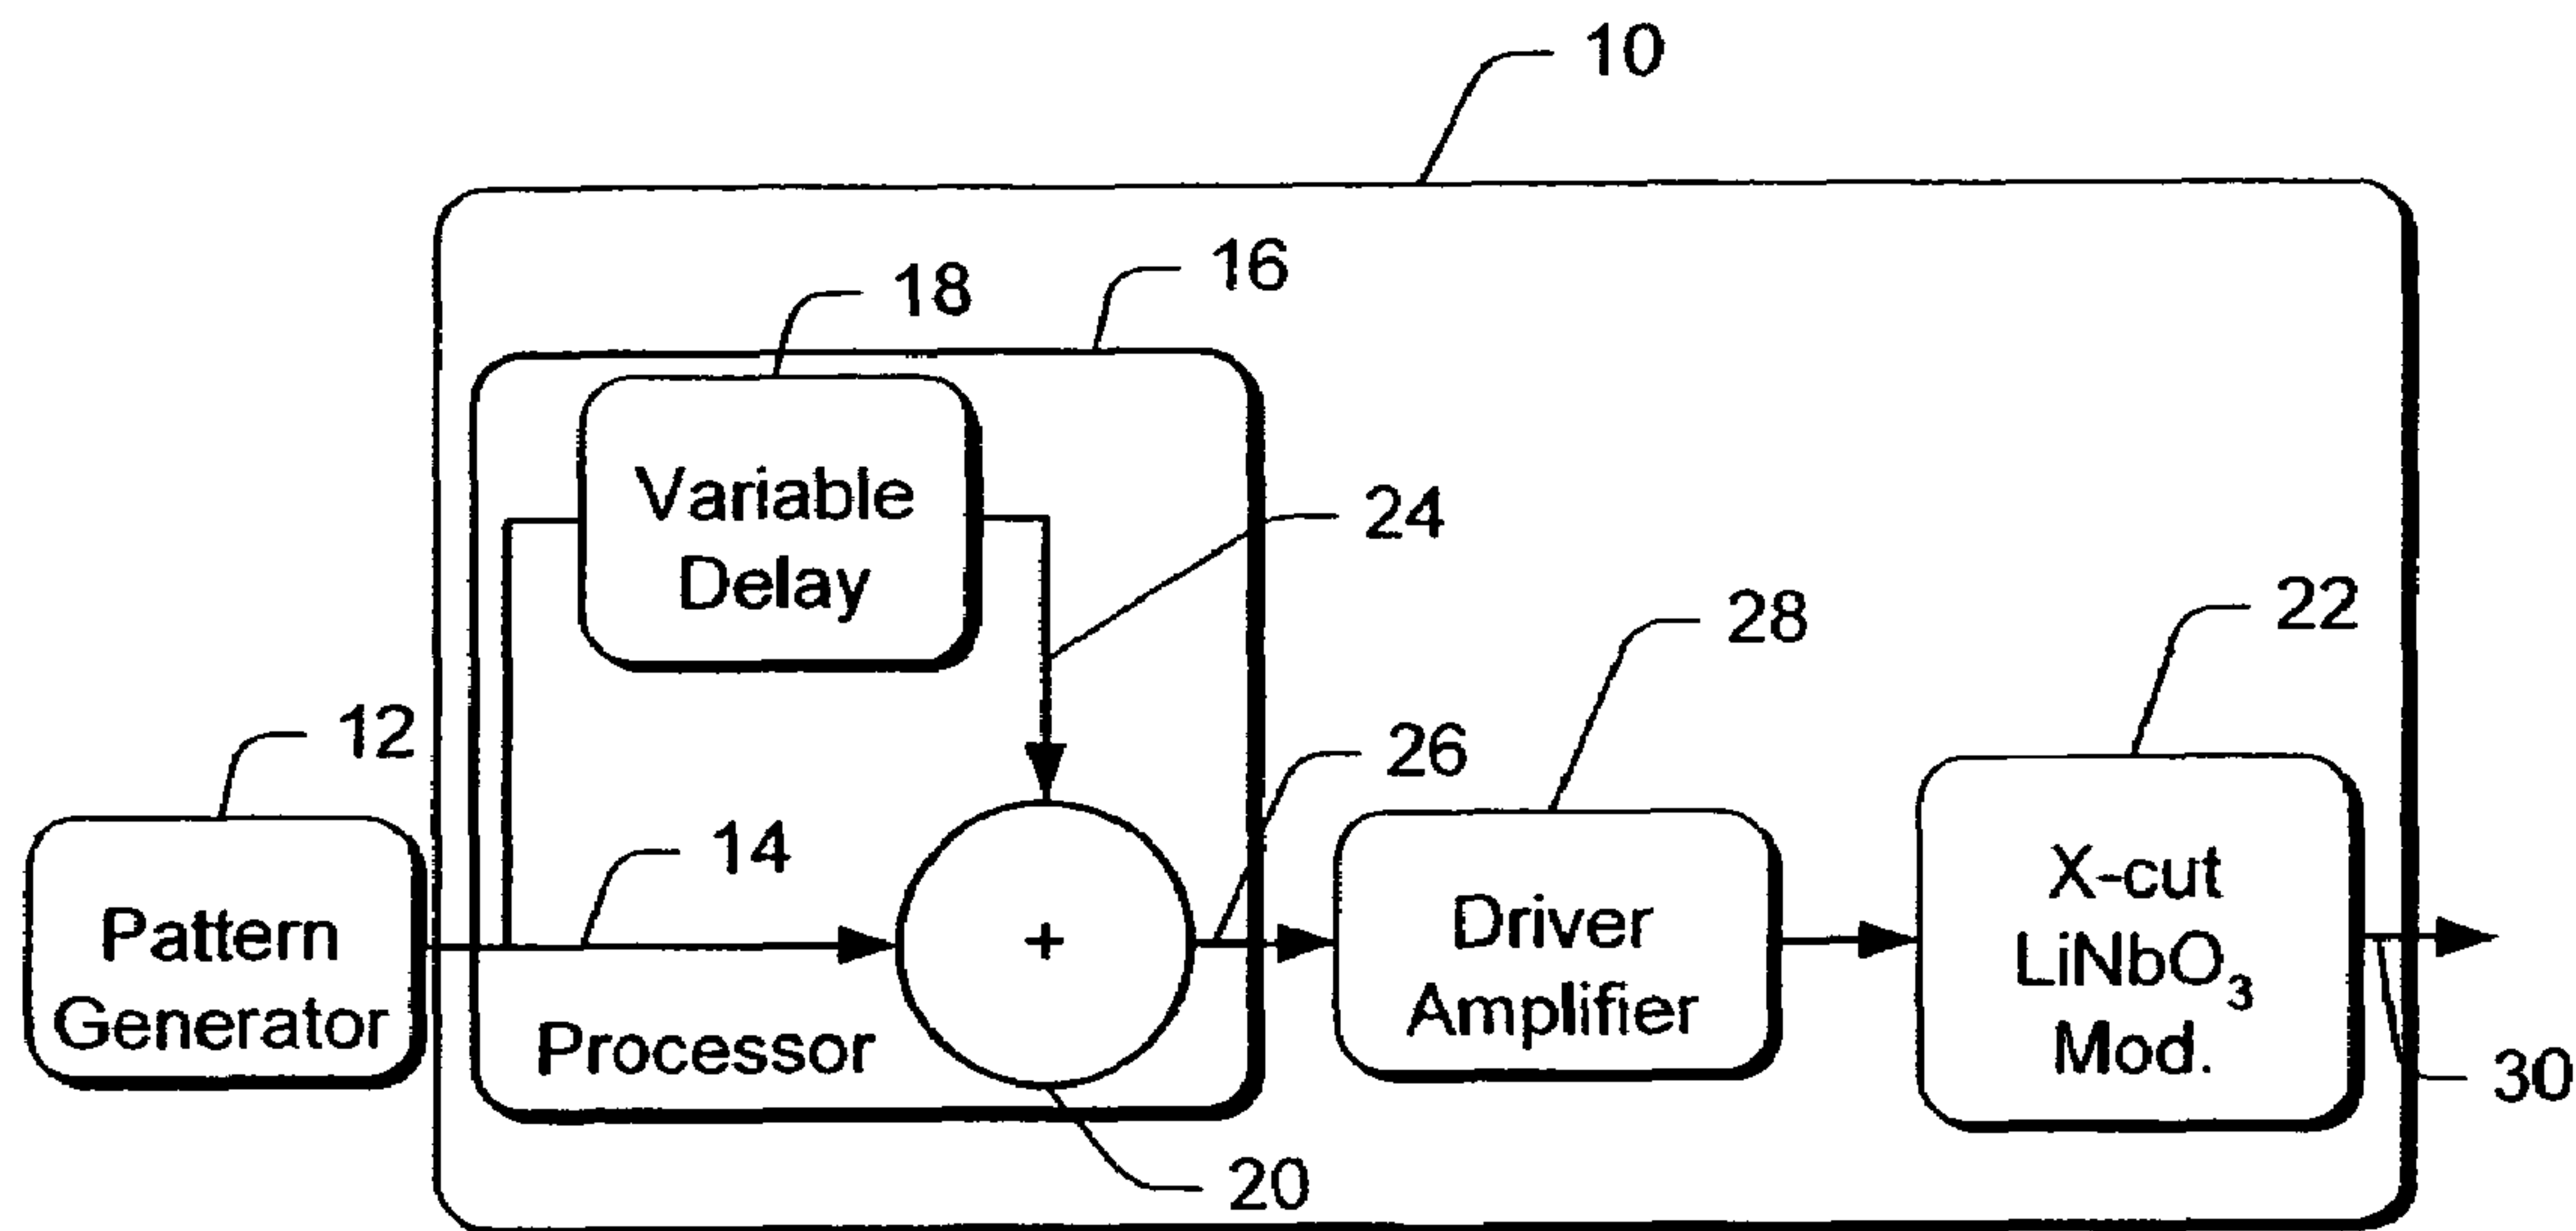 10
16
18
Variable
Delay
24
28
22
12
26
14
Pattern
Generator
+
Processor
Driver
Amplifier
X-cut
LiNbO₃
Mod.
30
20